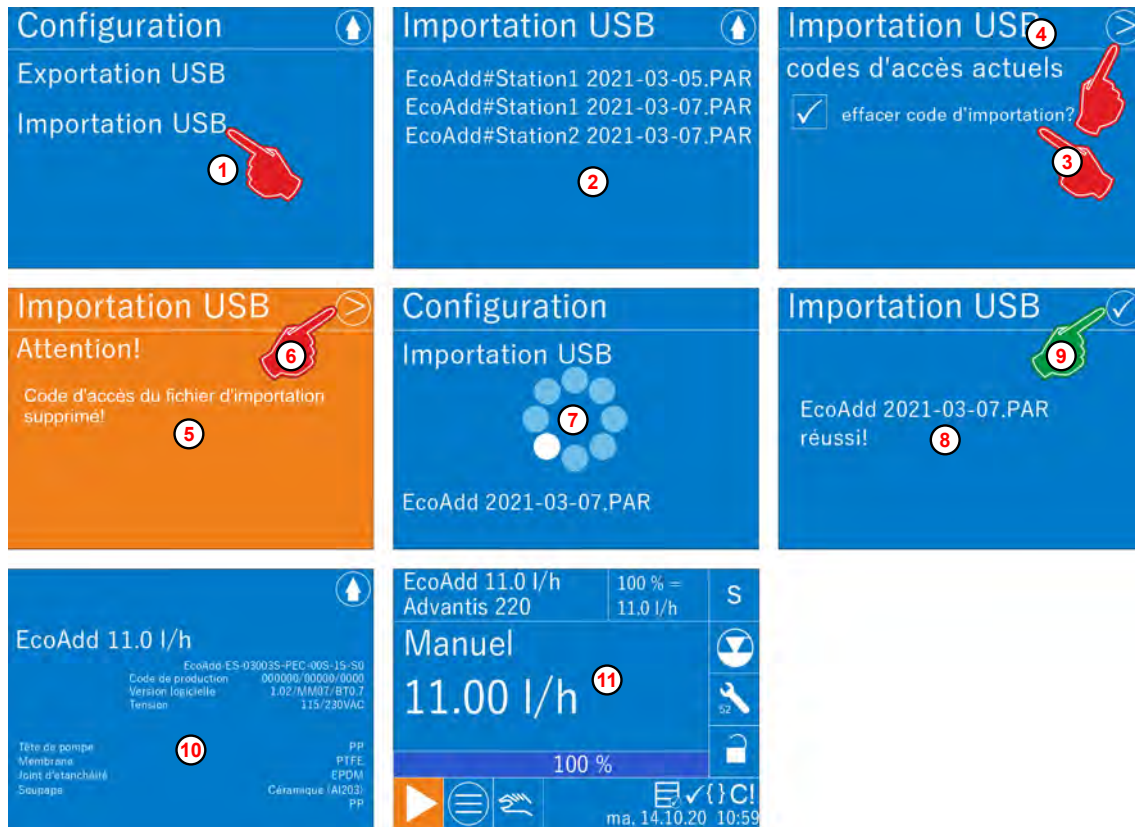 Configuration
Exportation USB
Importation USB
1
Importation USB
EcoAdd#Station1 2021-03-05.PAR
EcoAdd#Station1 2021-03-07.PAR
EcoAdd#Station2 2021-03-07.PAR
2
Importation USB
4
codes d'accès actuels
effacer code d'importation?
3
Importation USB
6
Attention!
Code d'accès du fichier d'importation
supprimé!
5
Configuration
Importation USB
7
EcoAdd 2021-03-07.PAR
Importation USB
9
EcoAdd 2021-03-07.PAR
réussi!
8
EcoAdd 11.0 l/h
EcoAdd-ES-03003S-PEC-00S-1S-S0
Code de production 000000/00000/0000
Version logicielle 1.02/MM07/BT0.7
Tension 115/230VAC
10
Tête de pompe PP
Membrane PTFE
Joint d'etanchéité EPDM
Soupape Céramique (Al203)
PP
EcoAdd 11.0 l/h
Advantis 220
100 % =
11.0 l/h
S
Manuel
11.00 l/h
11
52
100 %
{} C!
ma, 14.10.20 10:59